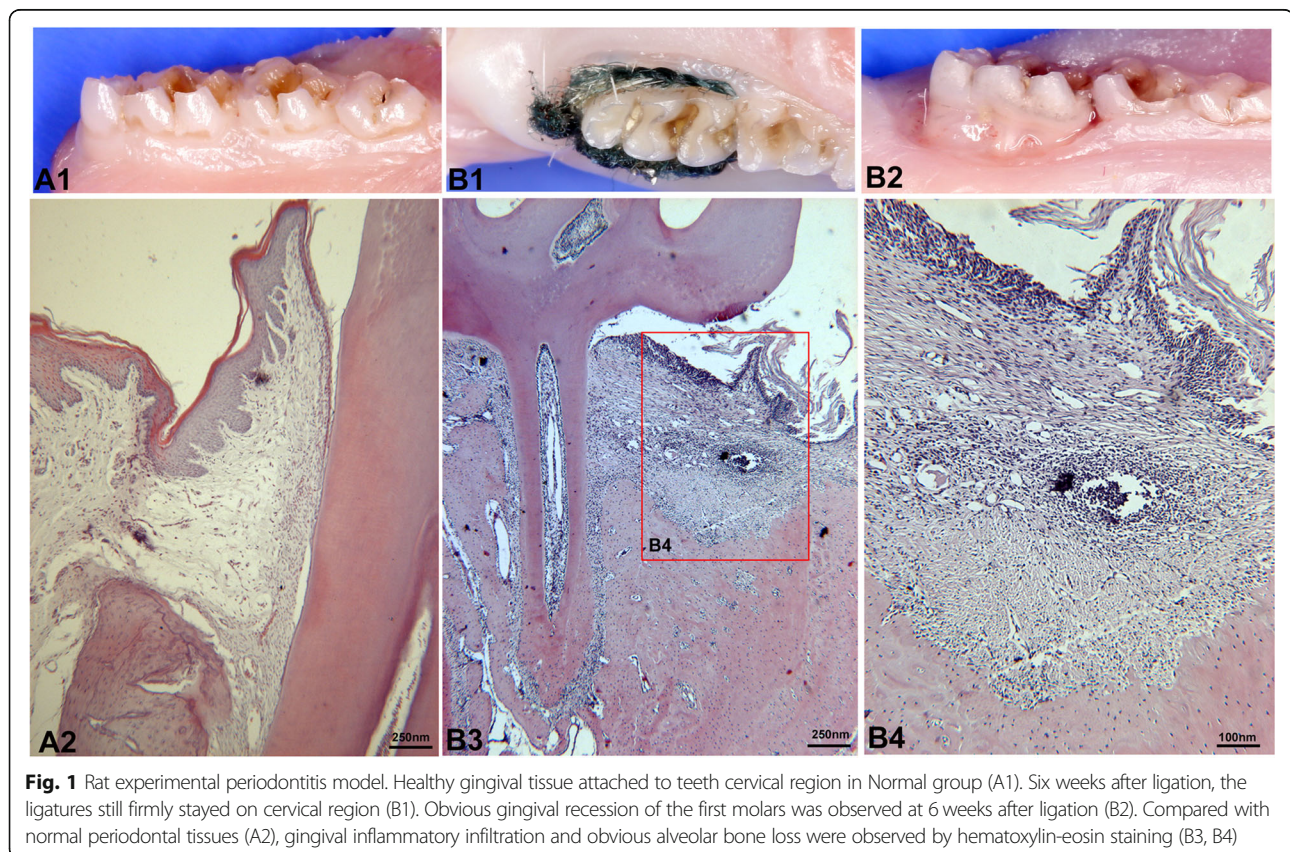 A1
B1
B2
A2
250nm
B3
B4
250nm
B4
100nm
Fig. 1 Rat experimental periodontitis model. Healthy gingival tissue attached to teeth cervical region in Normal group (A1). Six weeks after ligation, the
ligatures still firmly stayed on cervical region (B1). Obvious gingival recession of the first molars was observed at 6 weeks after ligation (B2). Compared with
normal periodontal tissues (A2), gingival inflammatory infiltration and obvious alveolar bone loss were observed by hematoxylin-eosin staining (B3, B4)